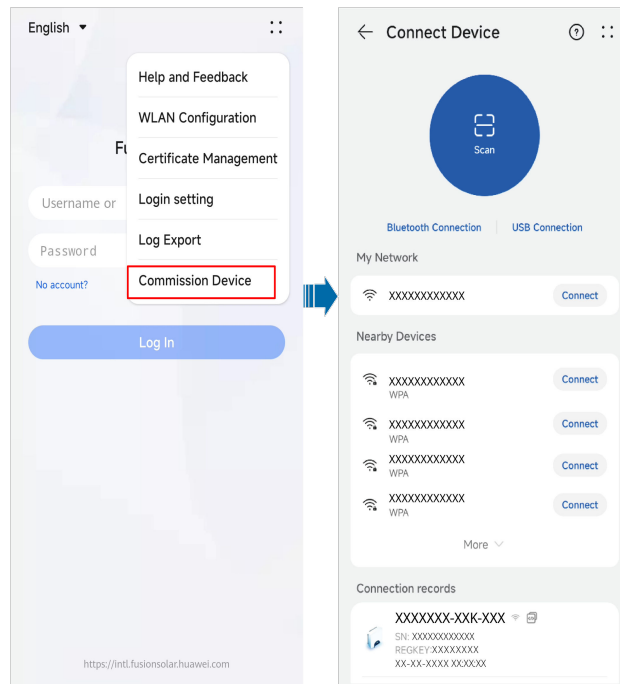 English
Help and Feedback
WLAN Configuration
Certificate Management
Login setting
Log Export
Commission Device
Username or
Password
No account?
Log In
https://intl.fusionsolar.huawei.com
Connect Device
Scan
Bluetooth Connection
USB Connection
My Network
XXXXXXXXXXXX
Connect
Nearby Devices
XXXXXXXXXXXX
Connect
WPA
XXXXXXXXXXXX
Connect
WPA
XXXXXXXXXXXX
Connect
WPA
XXXXXXXXXXXX
Connect
WPA
More
Connection records
XXXXXXX-XXK-XXX
SN: XXXXXXXXXXXX
REGKEY:XXXXXXXX
XX-XX-XXXX XX:XX:XX